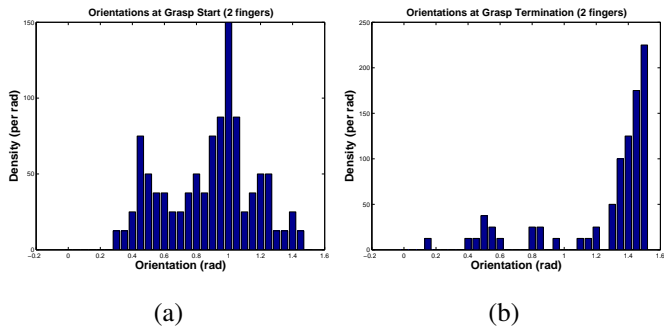 Orientations at Grasp Start (2 fingers)
150
100
50
0
Density (per rad)
−0.2 0 0.2 0.4 0.6 0.8 1 1.2 1.4 1.6
Orientation (rad)
(a)
Orientations at Grasp Termination (2 fingers)
250
200
150
100
50
0
Density (per rad)
−0.2 0 0.2 0.4 0.6 0.8 1 1.2 1.4 1.6
Orientation (rad)
(b)